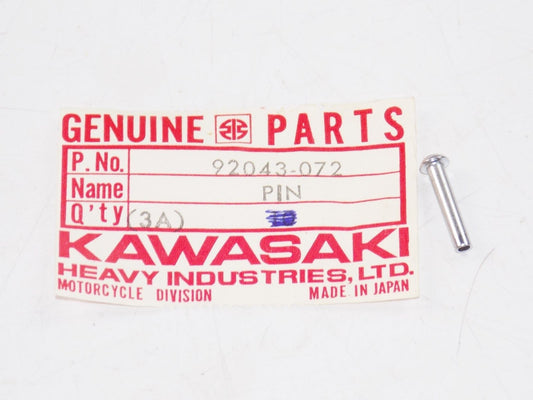 GENUINE PARTS
P.No. 92043-072
Name PIN
Q'ty (3A)
KAWASAKI
HEAVY INDUSTRIES, LTD.
MOTORCYCLE DIVISION MADE IN JAPAN